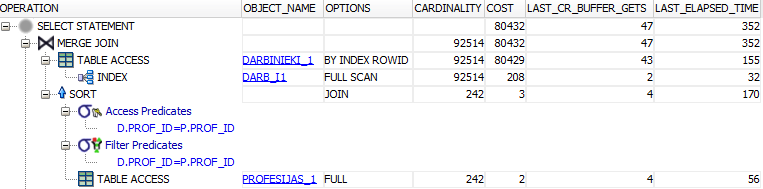 OPERATION OBJECT_NAME OPTIONS CARDINALITY COST LAST_CR_BUFFER_GETS LAST_ELAPSED_TIME
SELECT STATEMENT 80432 47 352
MERGE JOIN 92514 80432 47 352
TABLE ACCESS DARBINIEKI_1 BY INDEX ROWID 92514 80429 43 155
INDEX DARB_I1 FULL SCAN 92514 208 2 32
SORT JOIN 242 3 4 170
Access Predicates
D.PROF_ID=P.PROF_ID
Filter Predicates
D.PROF_ID=P.PROF_ID
TABLE ACCESS PROFESIJAS_1 FULL 242 2 4 56